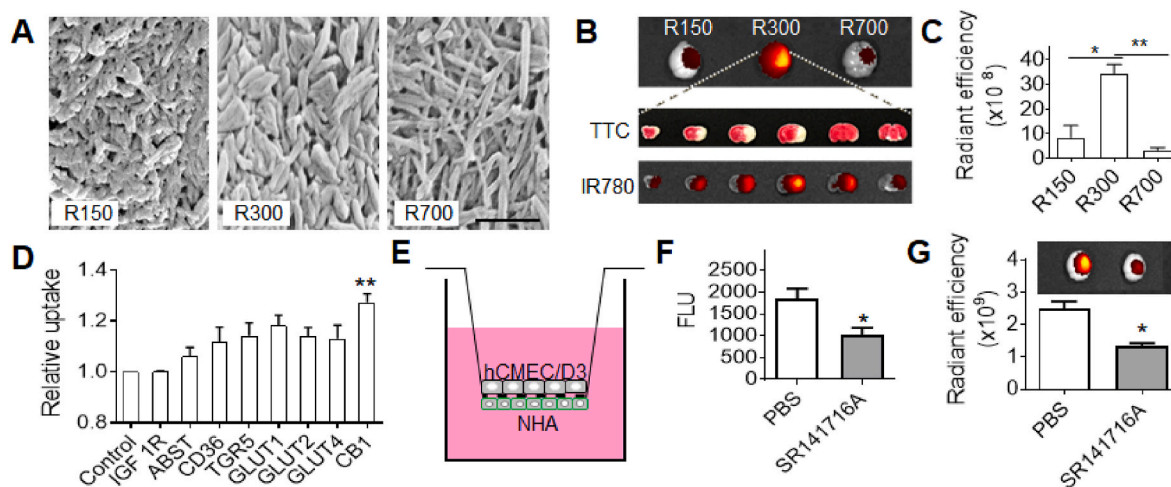 A
R150
R300
R700
B
R150 R300 R700
TTC
IR780
C
Radiant efficiency
(x10 8)
40
30
20
10
0
* **
R150
R300
R700
D
Relative uptake
1.4
1.2
1.0
0.8
**
Control
IGF 1R
ABST
CD36
TGR5
GLUT1
GLUT2
GLUT4
CB1
E
hCMEC/D3
NHA
F
FLU
2500
2000
1500
1000
500
*
PBS
SR141716A
G
Radiant efficiency
(x10⁹)
4
3
2
1
0
*
PBS
SR141716A